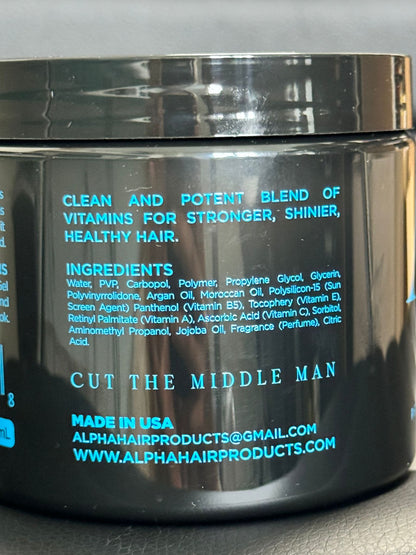 CLEAN AND POTENT BLEND OF
VITAMINS FOR STRONGER, SHINIER,
HEALTHY HAIR.
INGREDIENTS
Water, PVP, Carbopol, Polymer, Propylene Glycol, Glycerin,
Polyvinyrrolidone, Argan Oil, Moroccan Oil, Polysilicon-15 (Sun
Screen Agent) Panthenol (Vitamin B5), Tocophery (Vitamin E),
Retinyl Palmitate (Vitamin A), Ascorbic Acid (Vitamin C), Sorbitol,
Aminomethyl Propanol, Jojoba Oil, Fragrance (Perfume), Citric
Acid.
CUT THE MIDDLE MAN
MADE IN USA
ALPHAHAIRPRODUCTS@GMAIL.COM
WWW.ALPHAHAIRPRODUCTS.COM
8
mL